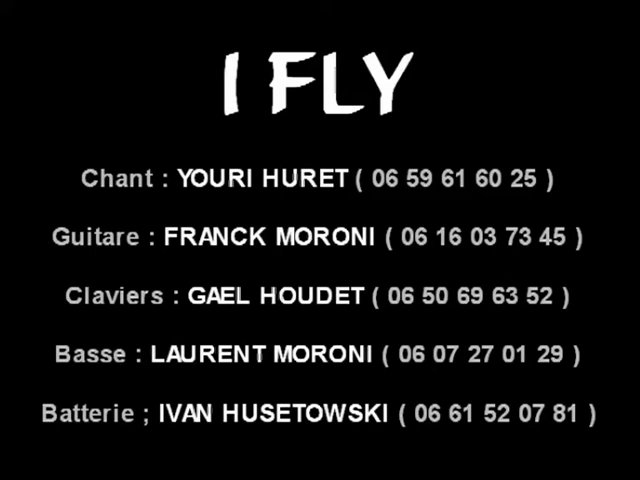 I FLY
Chant : YOURI HURET ( 06 59 61 60 25 )
Guitare : FRANCK MORONI ( 06 16 03 73 45 )
Claviers : GAEL HOUDET ( 06 50 69 63 52 )
Basse : LAURENT MORONI ( 06 07 27 01 29 )
Batterie ; IVAN HUSETOWSKI ( 06 61 52 07 81 )